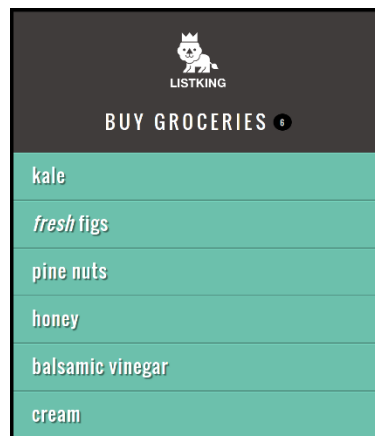 LISTKING
BUY GROCERIES 6
kale
fresh figs
pine nuts
honey
balsamic vinegar
cream